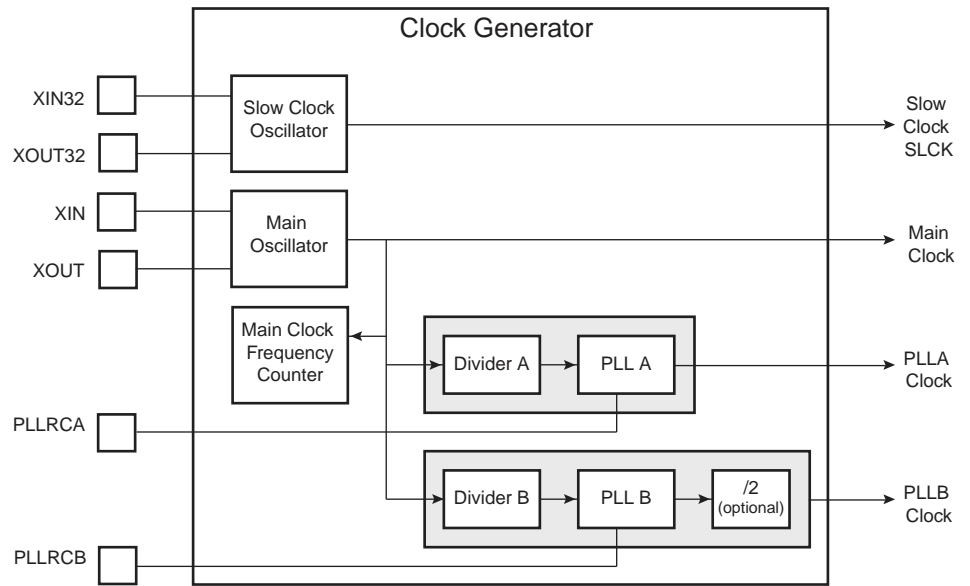 Clock Generator
XIN32
XOUT32
Slow Clock
Oscillator
Slow
Clock
SLCK
XIN
XOUT
Main
Oscillator
Main
Clock
Main Clock
Frequency
Counter
Divider A
PLL A
PLLA
Clock
PLLRCA
Divider B
PLL B
/2
(optional)
PLLB
Clock
PLLRCB